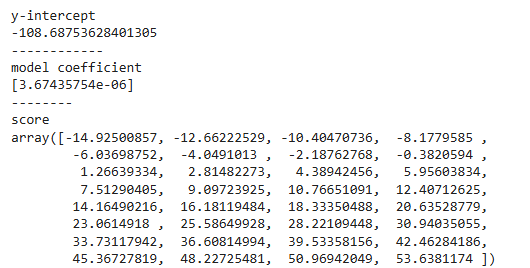 y-intercept
-108.68753628401305
------------
model coefficient
[3.67435754e-06]
--------
score
array([-14.92500857, -12.66222529, -10.40470736,  -8.1779585 ,
        -6.03698752,  -4.0491013 ,  -2.18762768,  -0.3820594 ,
         1.26639334,   2.81482273,   4.38942456,   5.95603834,
         7.51290405,   9.09723925,  10.76651091,  12.40712625,
        14.16490216,  16.18119484,  18.33350488,  20.63528779,
        23.0614918 ,  25.58649928,  28.22109448,  30.94035055,
        33.73117942,  36.60814994,  39.53358156,  42.46284186,
        45.36727819,  48.22725481,  50.96942049,  53.6381174 ])